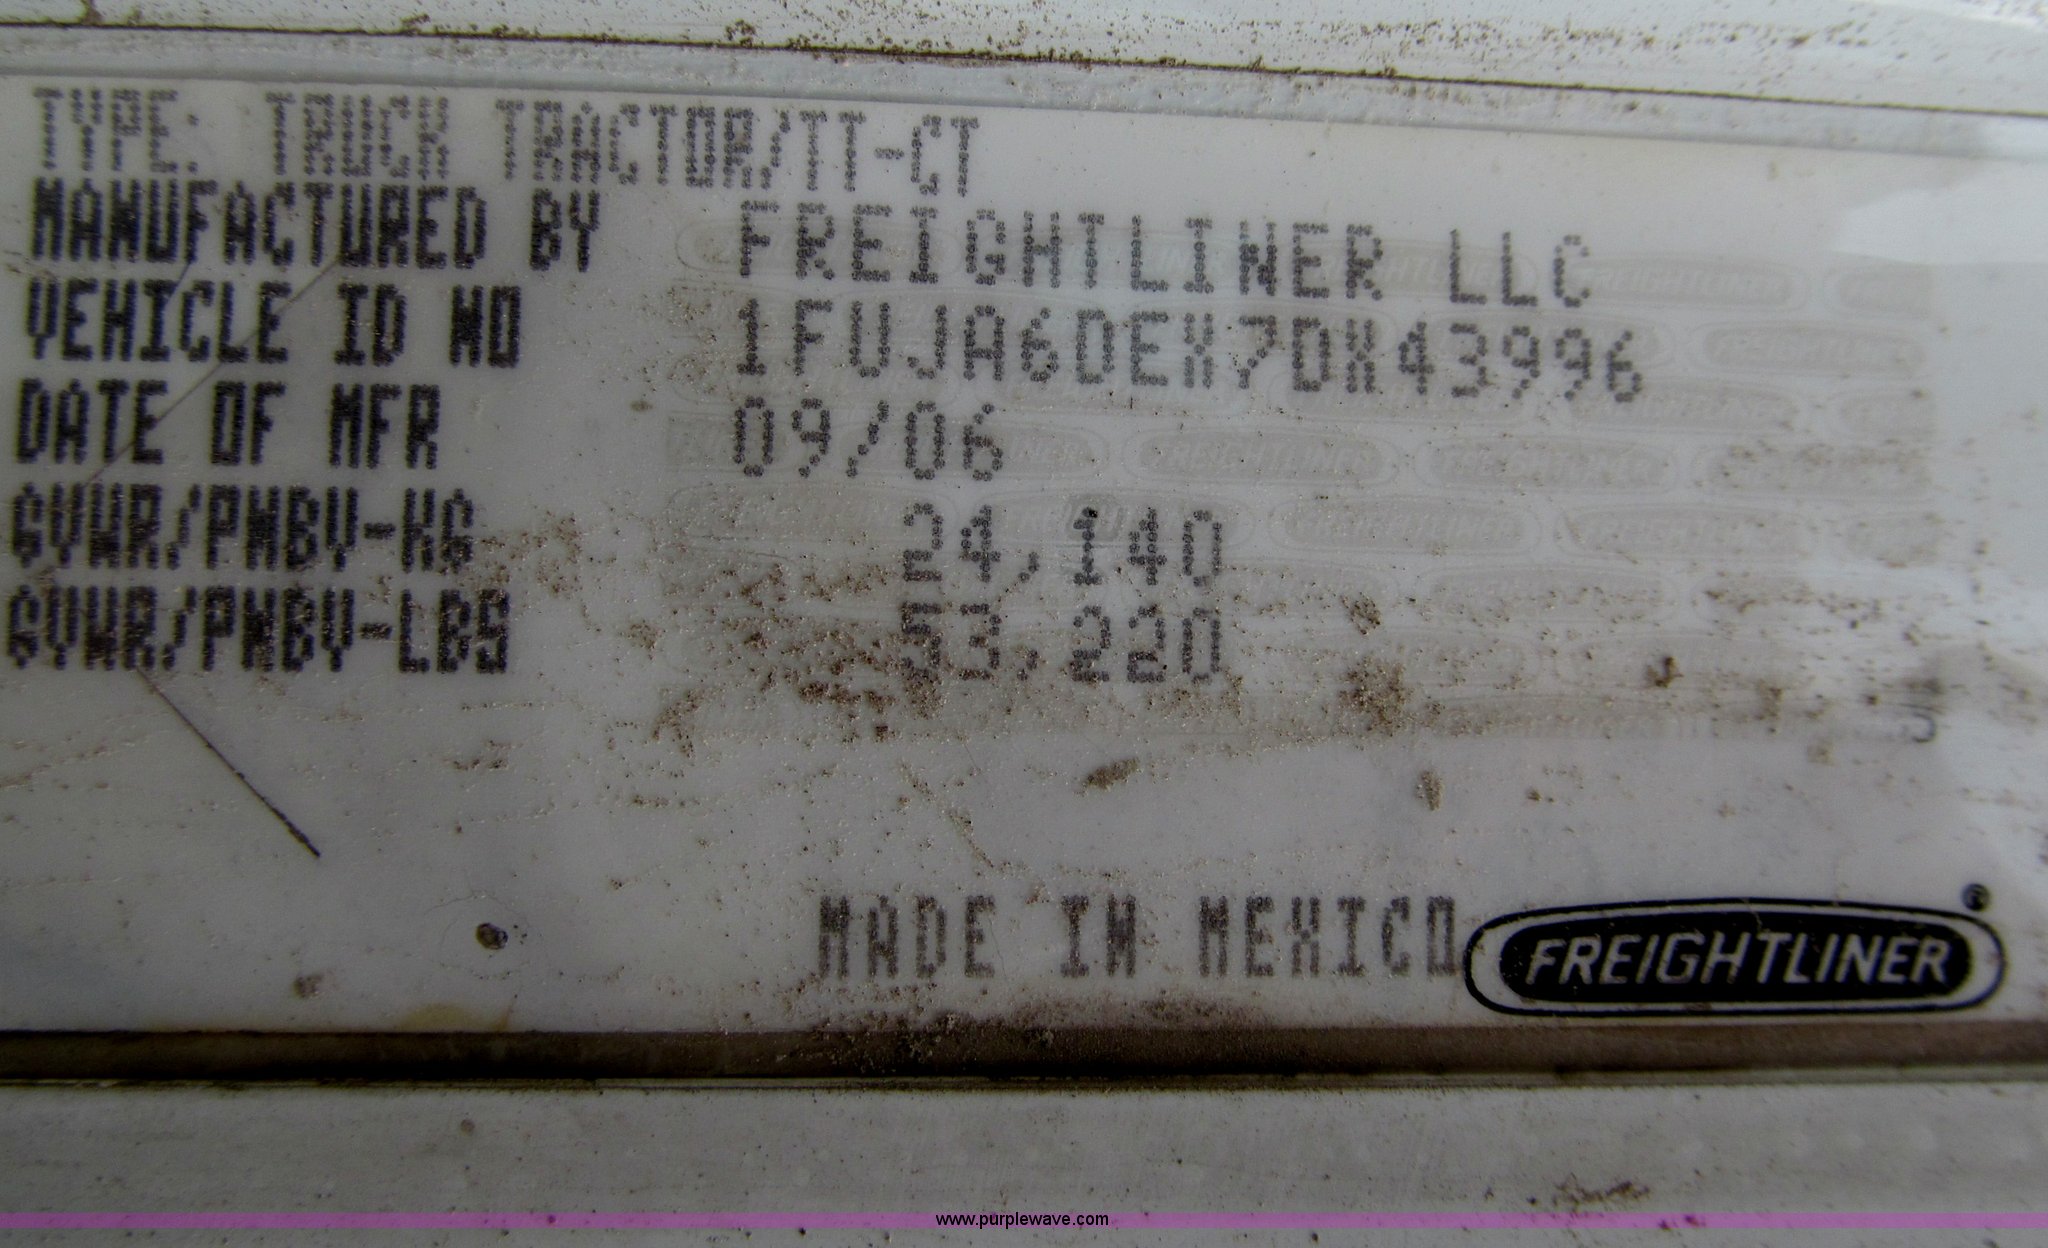 TYPE: TRUCK TRACTOR/TT-CT
MANUFACTURED BY FREIGHTLINER LLC
VEHICLE ID NO 1FUJA6DEX7DX43996
DATE OF MFR 09/06
GVWR/PNBV-KG 24,140
GVWR/PNBV-LBS 53,220
MADE IN MEXICO FREIGHTLINER ®
www.purplewave.com